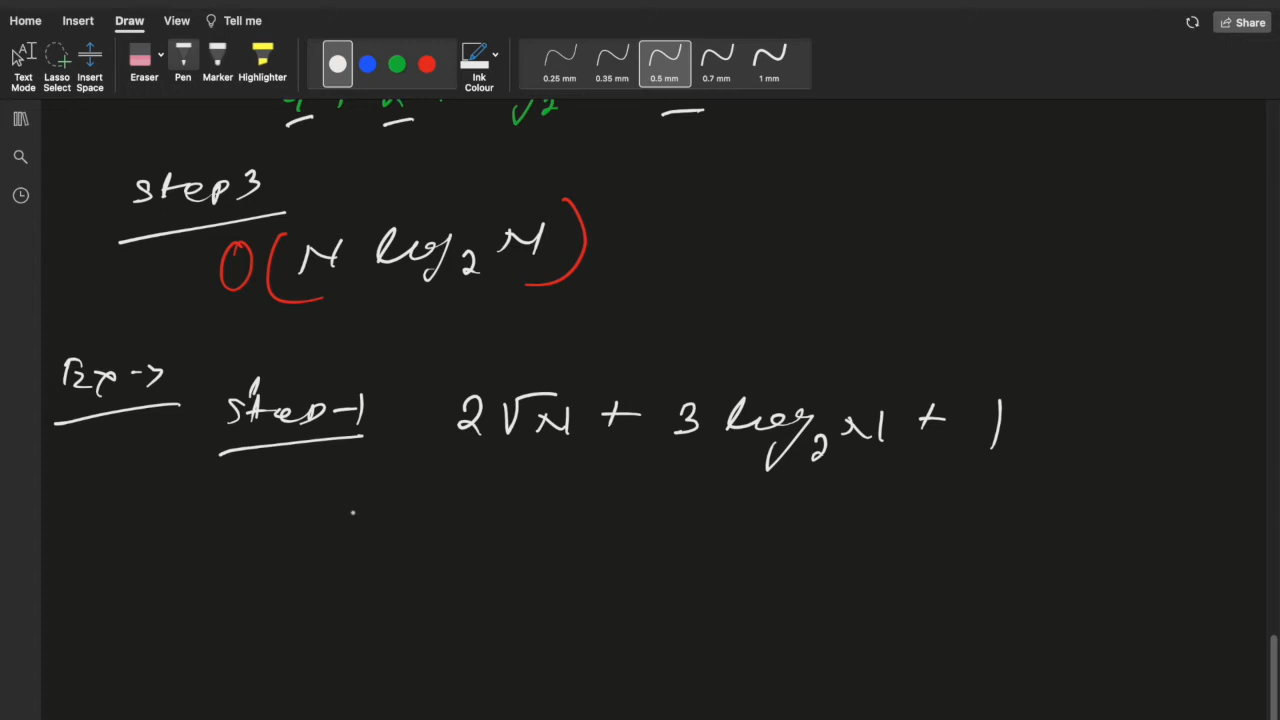 Home Insert Draw View Tell me
Share
Text Mode Lasso Select Insert Space Eraser Pen Marker Highlighter Ink Colour 0.25 mm 0.35 mm 0.5 mm 0.7 mm 1 mm
step 3
O(N log₂ N)
Ex ->
step-1 2√N + 3 log₂ N + 1